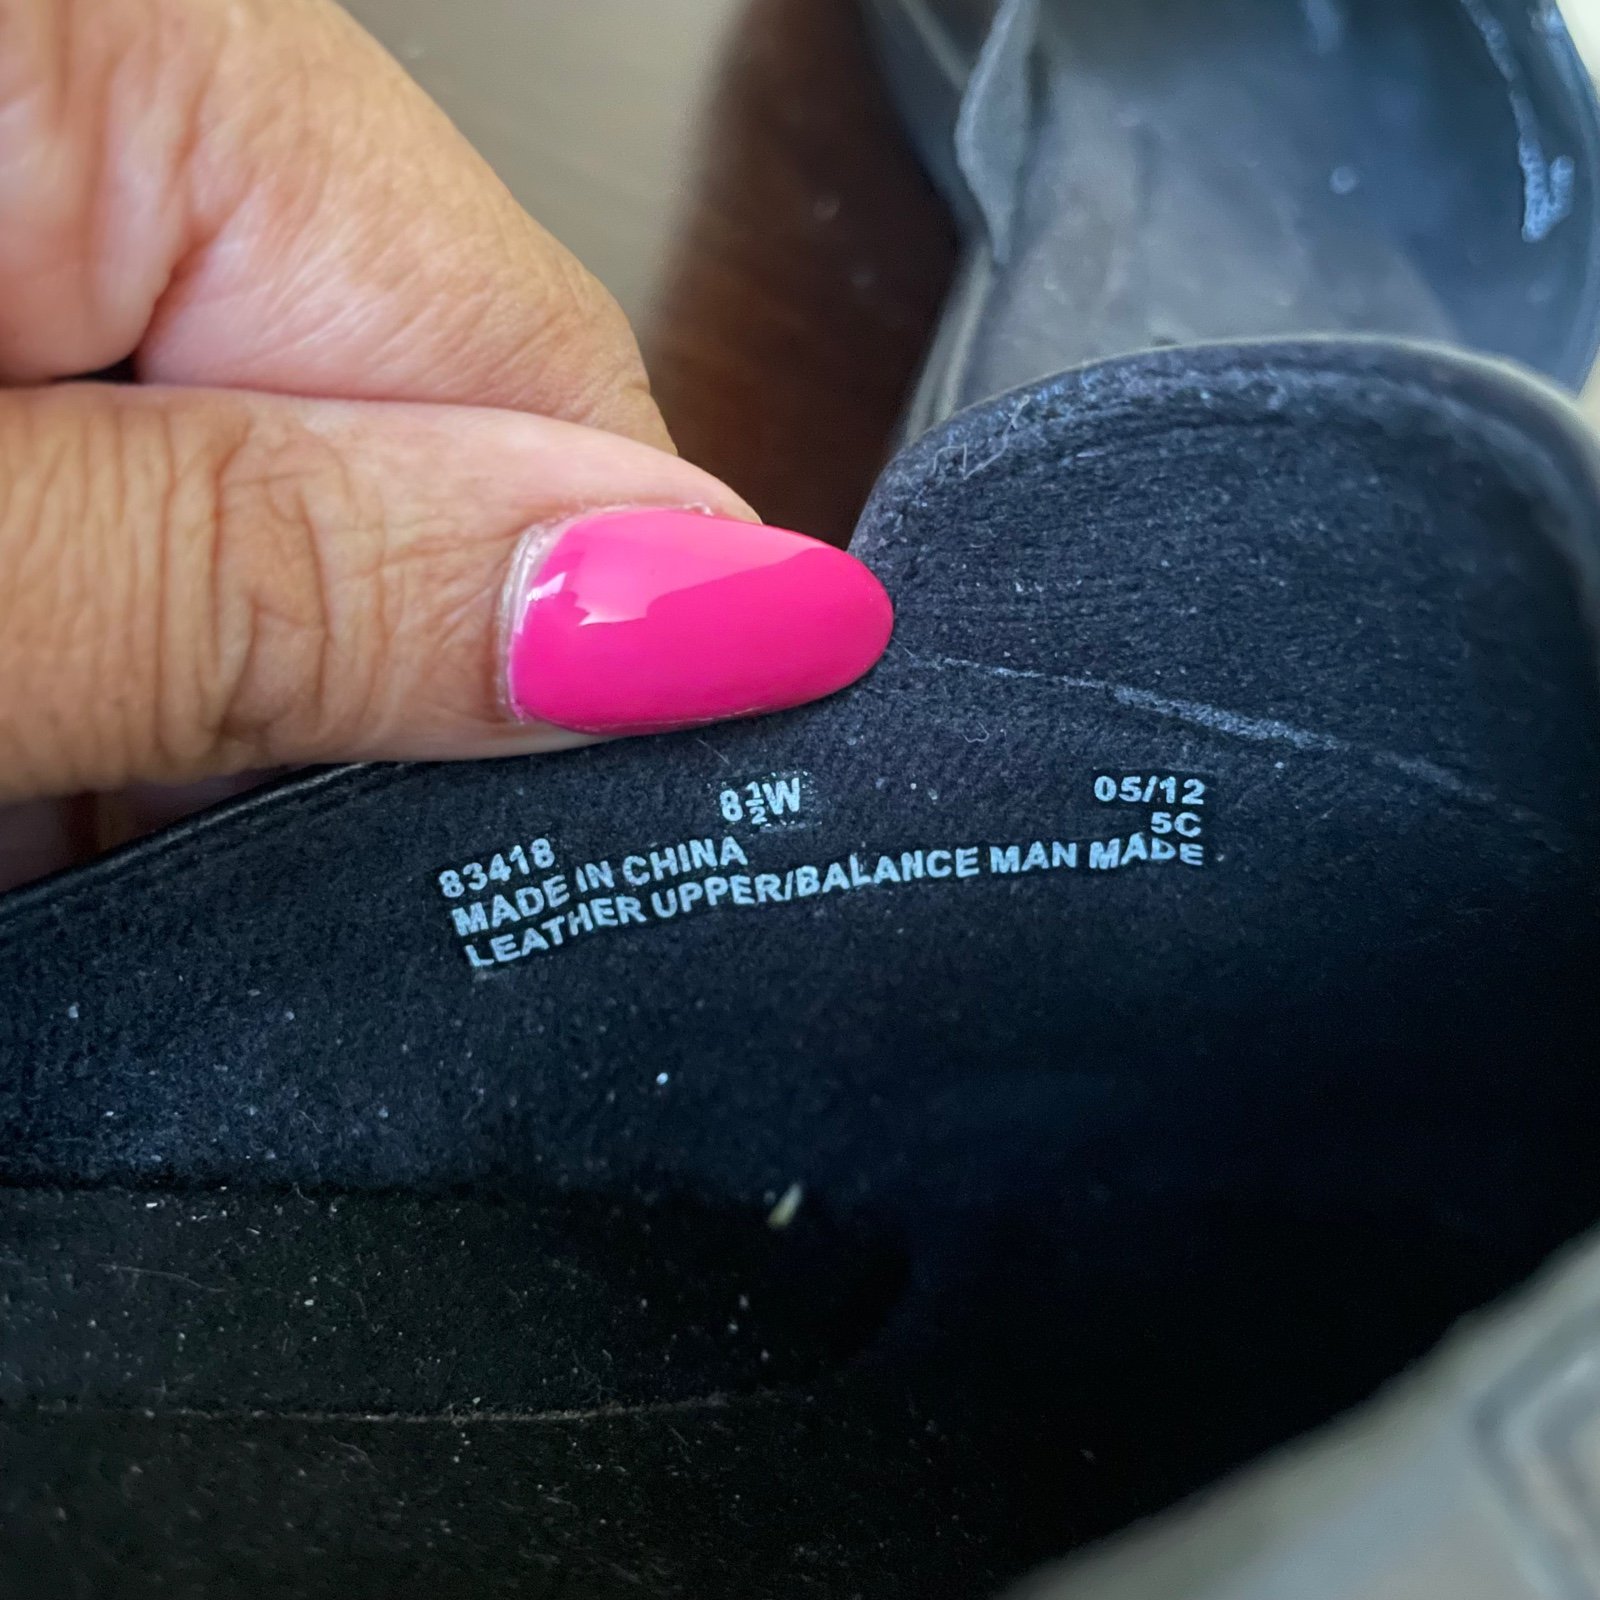 8½W 05/12
83418 5C
MADE IN CHINA
LEATHER UPPER/BALANCE MAN MADE